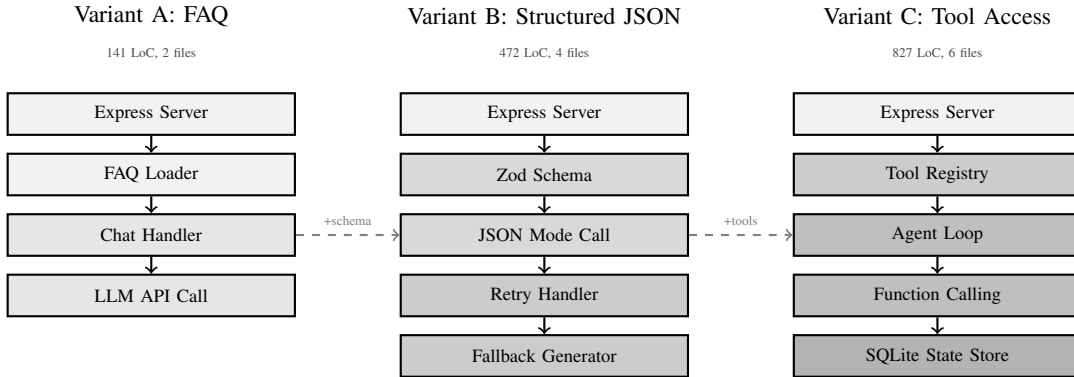 Variant A: FAQ
141 LoC, 2 files
Express Server
FAQ Loader
Chat Handler
LLM API Call
+schema
Variant B: Structured JSON
472 LoC, 4 files
Express Server
Zod Schema
JSON Mode Call
Retry Handler
Fallback Generator
+tools
Variant C: Tool Access
827 LoC, 6 files
Express Server
Tool Registry
Agent Loop
Function Calling
SQLite State Store